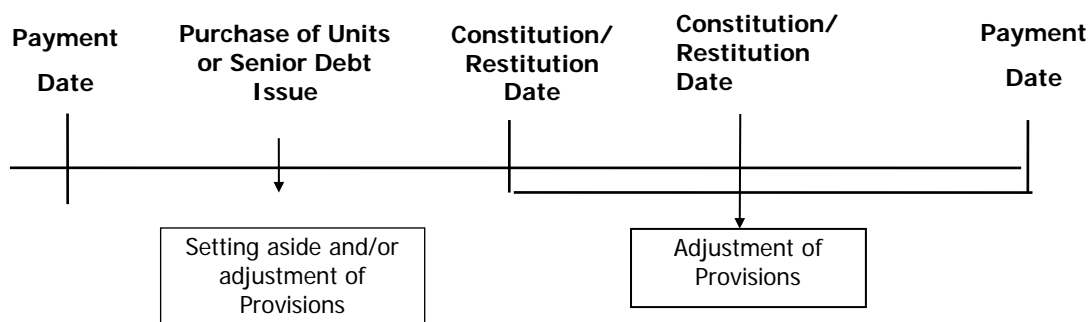 Payment
Date
Purchase of Units
or Senior Debt
Issue
Constitution/
Restitution
Date
Constitution/
Restitution
Date
Payment
Date
Setting aside and/or
adjustment of
Provisions
Adjustment of
Provisions